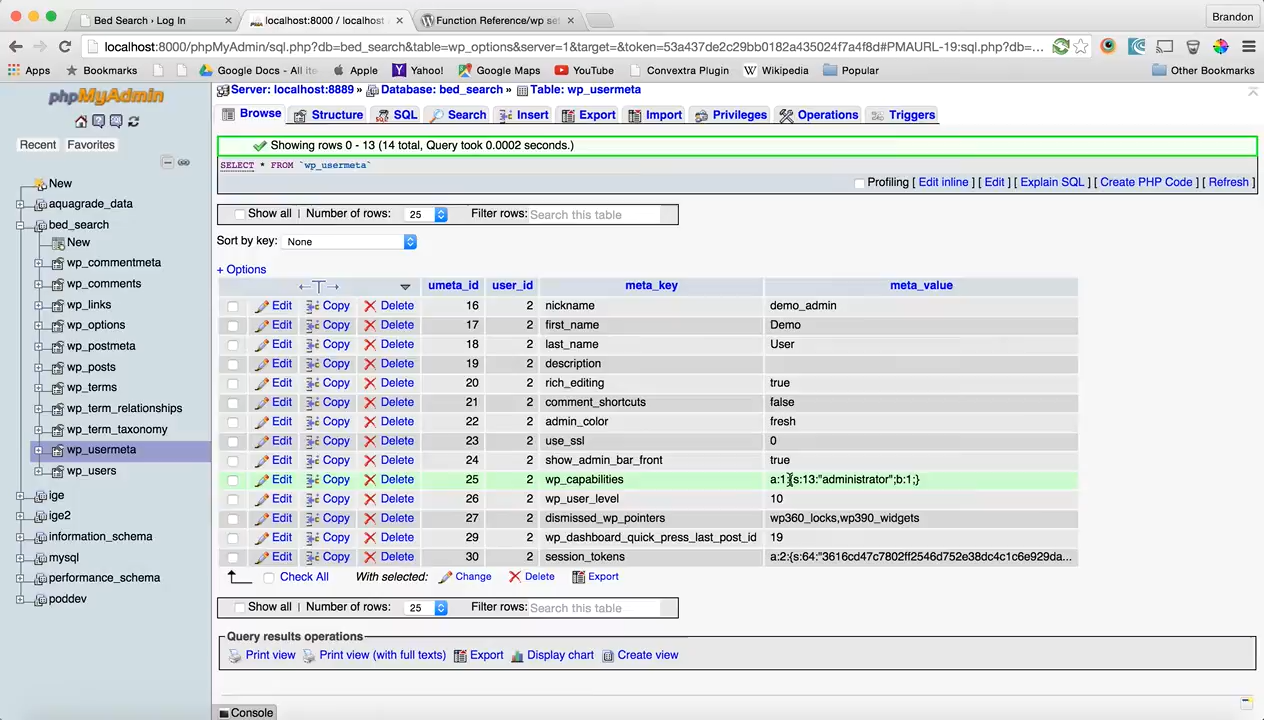 Bed Search › Log In
localhost:8000 / localhost
Function Reference/wp se
Brandon
localhost:8000/phpMyAdmin/sql.php?db=bed_search&table=wp_options&server=1&target=&token=53a437de2c29bb0182a435024f7a4f8d#PMAURL-19:sql.php?db=...
Apps
Bookmarks
Google Docs - All ite
Apple
Yahoo!
Google Maps
YouTube
Convextra Plugin
Wikipedia
Popular
Other Bookmarks
phpMyAdmin
Recent
Favorites
New
aquagrade_data
bed_search
New
wp_commentmeta
wp_comments
wp_links
wp_options
wp_postmeta
wp_posts
wp_terms
wp_term_relationships
wp_term_taxonomy
wp_usermeta
wp_users
ige
ige2
information_schema
mysql
performance_schema
poddev
Server: localhost:8889 » Database: bed_search » Table: wp_usermeta
Browse Structure SQL Search Insert Export Import Privileges Operations Triggers
Showing rows 0 - 13 (14 total, Query took 0.0002 seconds.)
SELECT * FROM `wp_usermeta`
Profiling [ Edit inline ] [ Edit ] [ Explain SQL ] [ Create PHP Code ] [ Refresh ]
Show all | Number of rows: 25 Filter rows: Search this table
Sort by key: None
+ Options
←T→ umeta_id user_id meta_key meta_value
Edit Copy Delete 16 2 nickname demo_admin
Edit Copy Delete 17 2 first_name Demo
Edit Copy Delete 18 2 last_name User
Edit Copy Delete 19 2 description
Edit Copy Delete 20 2 rich_editing true
Edit Copy Delete 21 2 comment_shortcuts false
Edit Copy Delete 22 2 admin_color fresh
Edit Copy Delete 23 2 use_ssl 0
Edit Copy Delete 24 2 show_admin_bar_front true
Edit Copy Delete 25 2 wp_capabilities a:1:{s:13:"administrator";b:1;}
Edit Copy Delete 26 2 wp_user_level 10
Edit Copy Delete 27 2 dismissed_wp_pointers wp360_locks,wp390_widgets
Edit Copy Delete 29 2 wp_dashboard_quick_press_last_post_id 19
Edit Copy Delete 30 2 session_tokens a:2:{s:64:"3616cd47c7802ff2546d752e38dc4c1c6e929da...
Check All With selected: Change Delete Export
Show all | Number of rows: 25 Filter rows: Search this table
Query results operations
Print view Print view (with full texts) Export Display chart Create view
Console